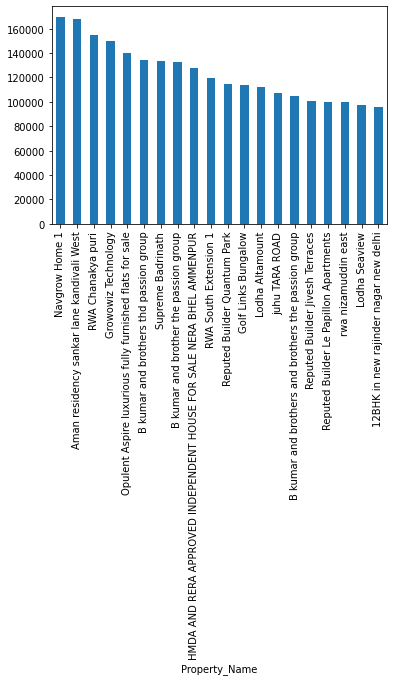 160000
140000
120000
100000
80000
60000
40000
20000
0
Navgrow Home 1
Aman residency sankar lane kandivali West
RWA Chanakya puri
Growowiz Technology
Opulent Aspire luxurious fully furnished flats for sale
B kumar and brothers thd passion group
Supreme Badrinath
B kumar and brother the passion group
HMDA AND RERA APPROVED INDEPENDENT HOUSE FOR SALE NERA BHEL AMMENPUR
RWA South Extension 1
Reputed Builder Quantum Park
Golf Links Bungalow
Lodha Altamount
juhu TARA ROAD
B kumar and brothers and brothers the passion group
Reputed Builder Jivesh Terraces
Reputed Builder Le Papillon Apartments
rwa nizamuddin east
Lodha Seaview
12BHK in new rajinder nagar new delhi
Property_Name